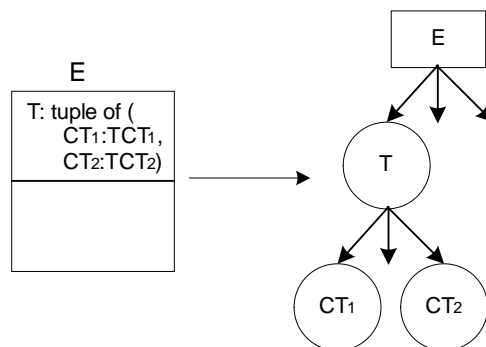 E
T: tuple of (
CT1:TCT1,
CT2:TCT2)
E
T
CT1
CT2